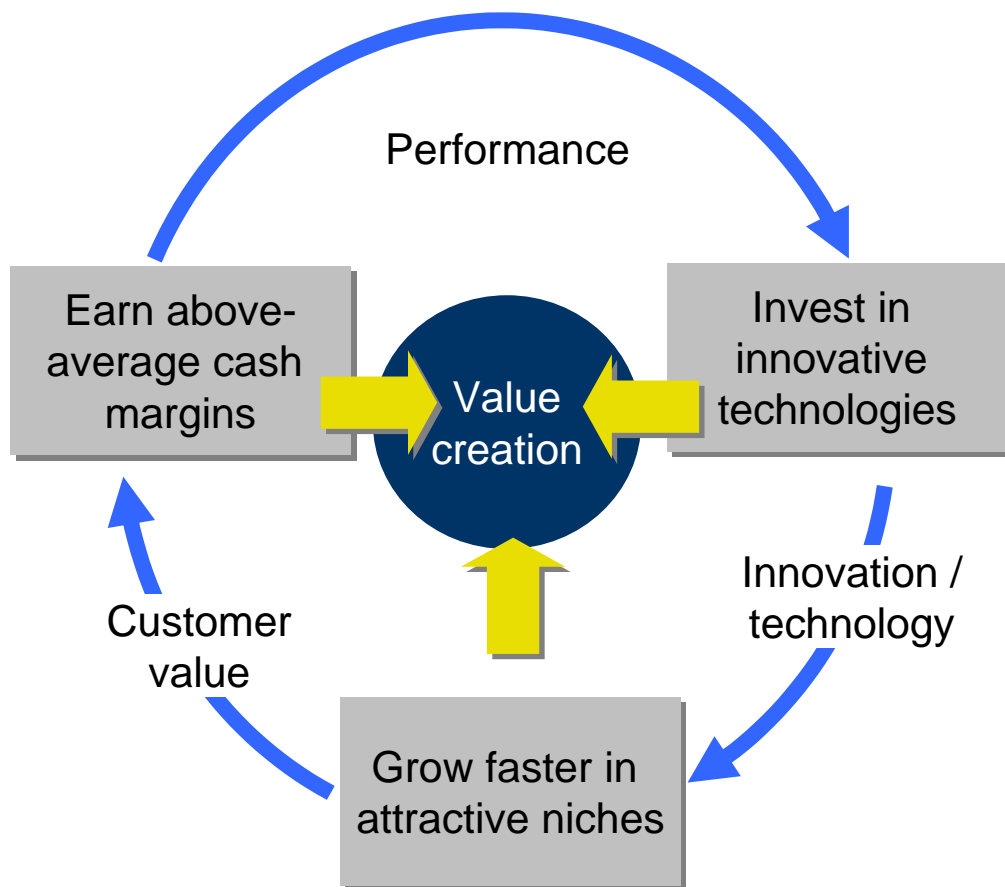 Performance
Earn above-
average cash
margins
Value
creation
Invest in
innovative
technologies
Innovation /
technology
Customer
value
Grow faster in
attractive niches